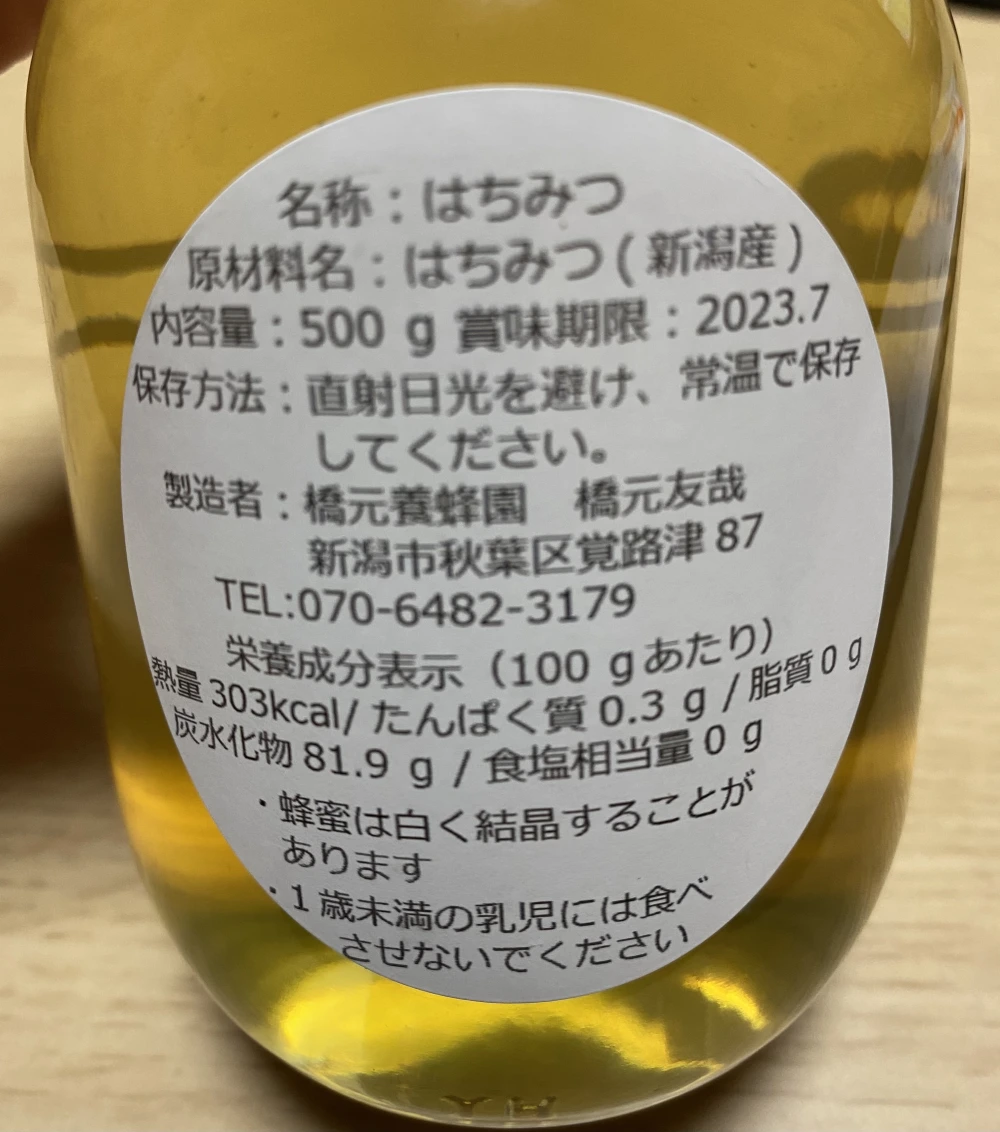 名称：はちみつ
原材料名：はちみつ(新潟産)
内容量：500 g 賞味期限：2023.7
保存方法：直射日光を避け、常温で保存
してください。
製造者：橋元養蜂園　橋元友哉
新潟市秋葉区覚路津 87
TEL:070-6482-3179
栄養成分表示（100 gあたり）
熱量 303kcal/ たんぱく質 0.3 g / 脂質 0 g
炭水化物 81.9 g / 食塩相当量 0 g
・蜂蜜は白く結晶することが
あります
・1 歳未満の乳児には食べ
させないでください